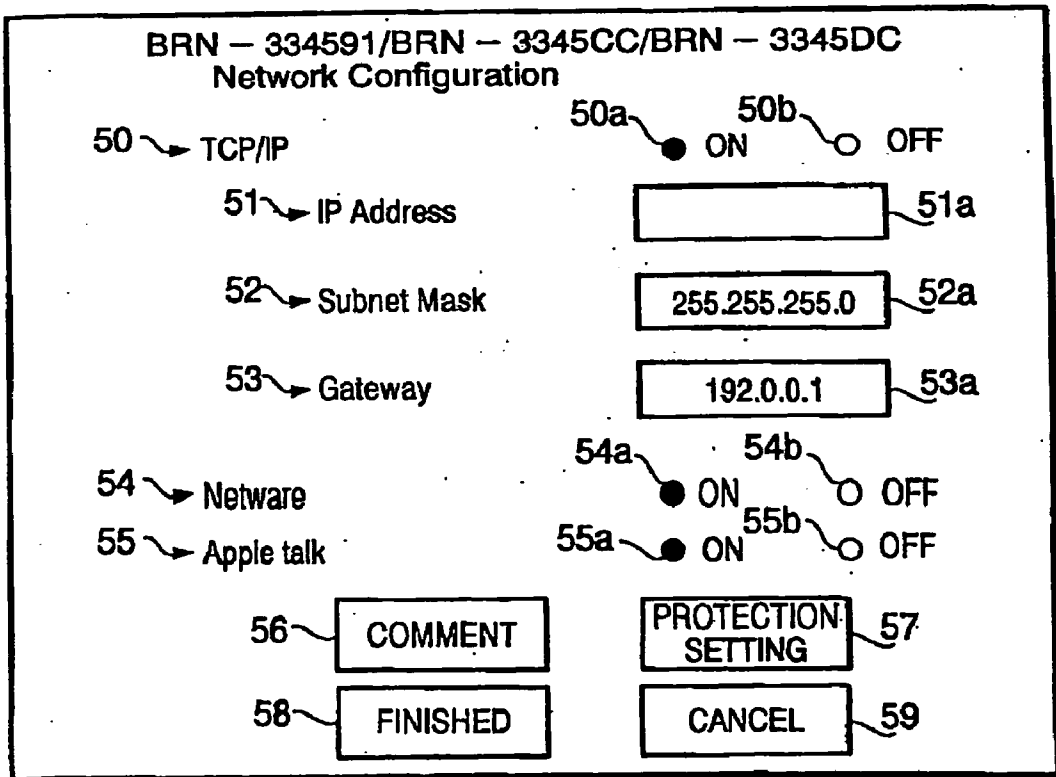 BRN – 334591/BRN – 3345CC/BRN – 3345DC
Network Configuration
50 TCP/IP 50a ON 50b OFF
51 IP Address 51a
52 Subnet Mask 255.255.255.0 52a
53 Gateway 192.0.0.1 53a
54 Netware 54a ON 54b OFF
55 Apple talk 55a ON 55b OFF
56 COMMENT PROTECTION SETTING 57
58 FINISHED CANCEL 59